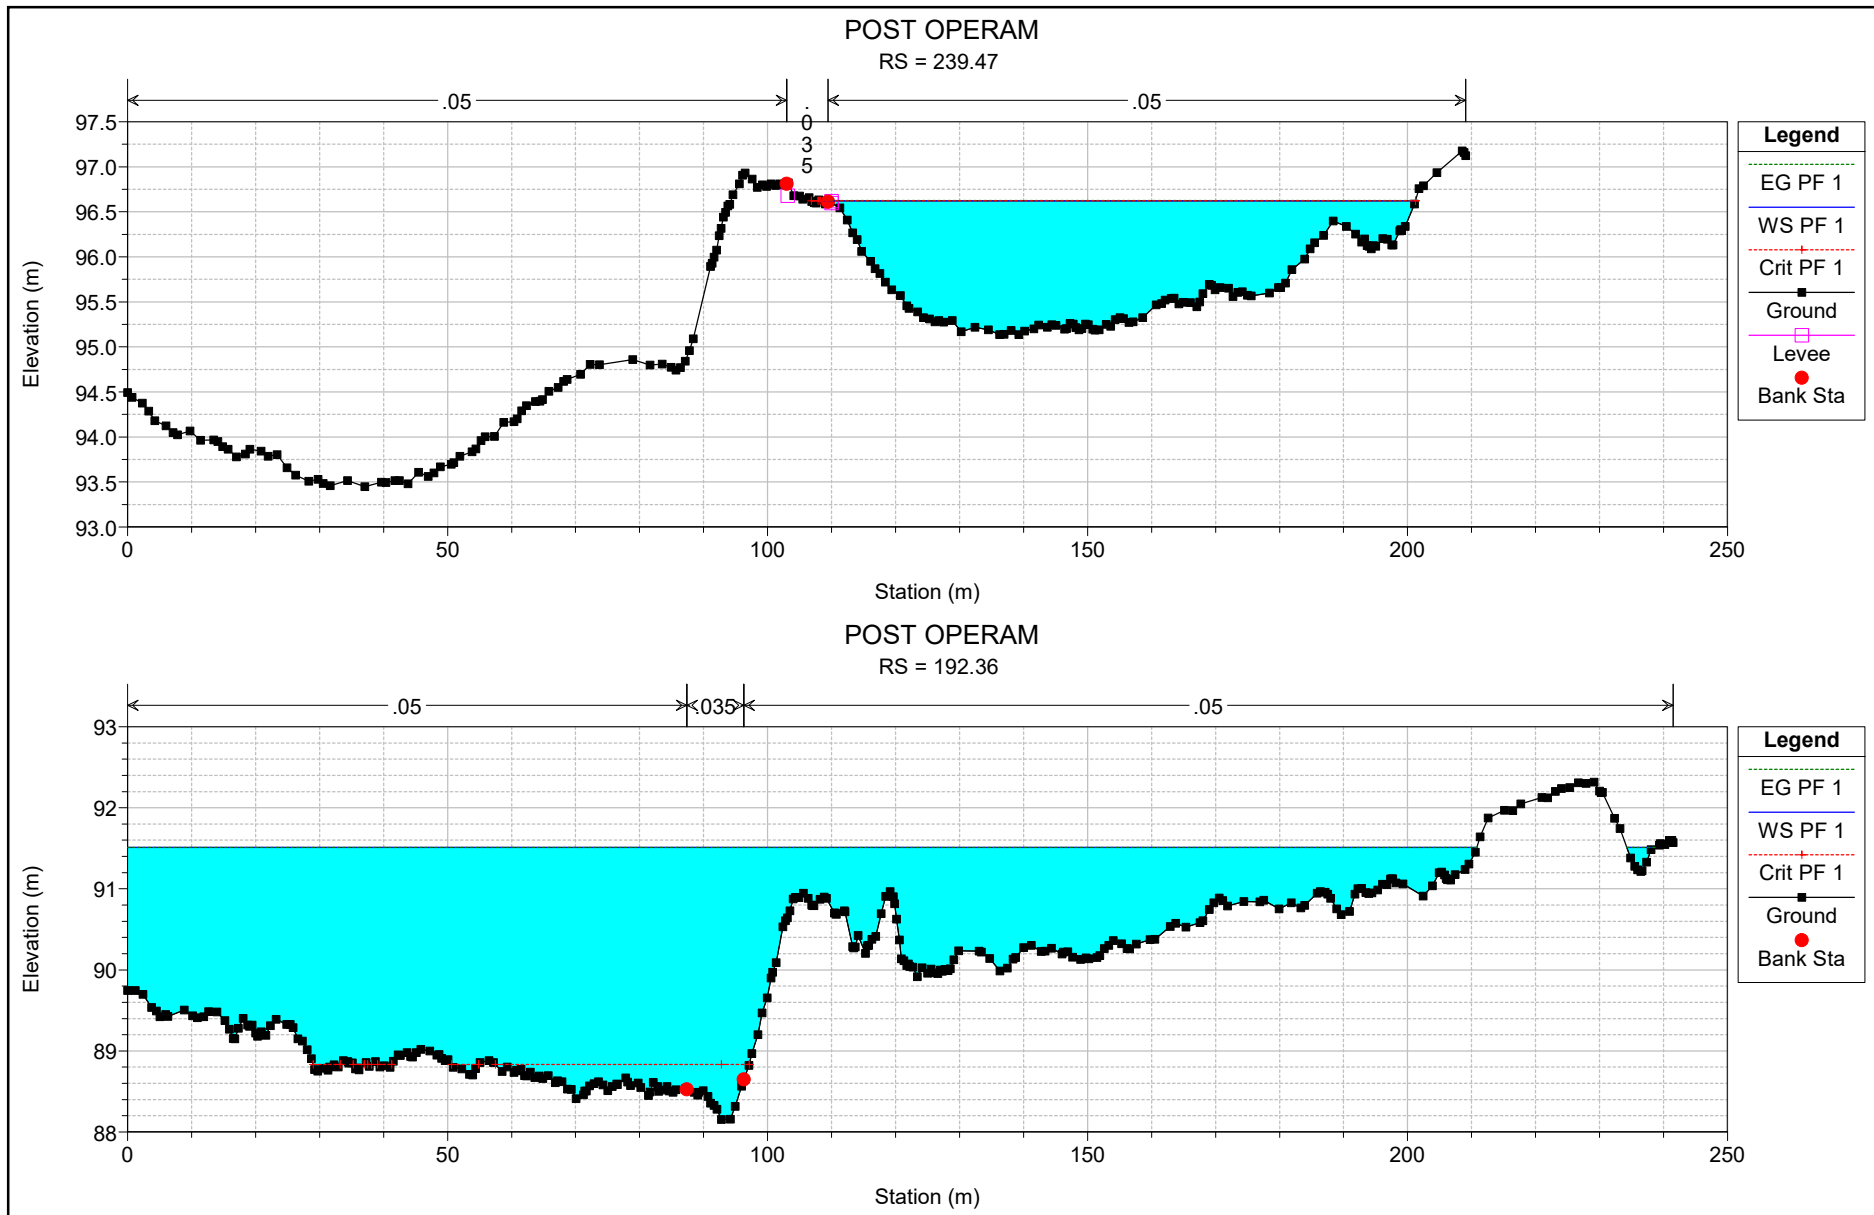 POST OPERAM
RS = 239.47
.05
.035
.05
97.5
97.0
96.5
96.0
95.5
95.0
94.5
94.0
93.5
93.0
Elevation (m)
0
50
100
150
200
250
Station (m)
Legend
EG PF 1
WS PF 1
Crit PF 1
Ground
Levee
Bank Sta
POST OPERAM
RS = 192.36
.05
.035
.05
93
92
91
90
89
88
Elevation (m)
0
50
100
150
200
250
Station (m)
Legend
EG PF 1
WS PF 1
Crit PF 1
Ground
Bank Sta